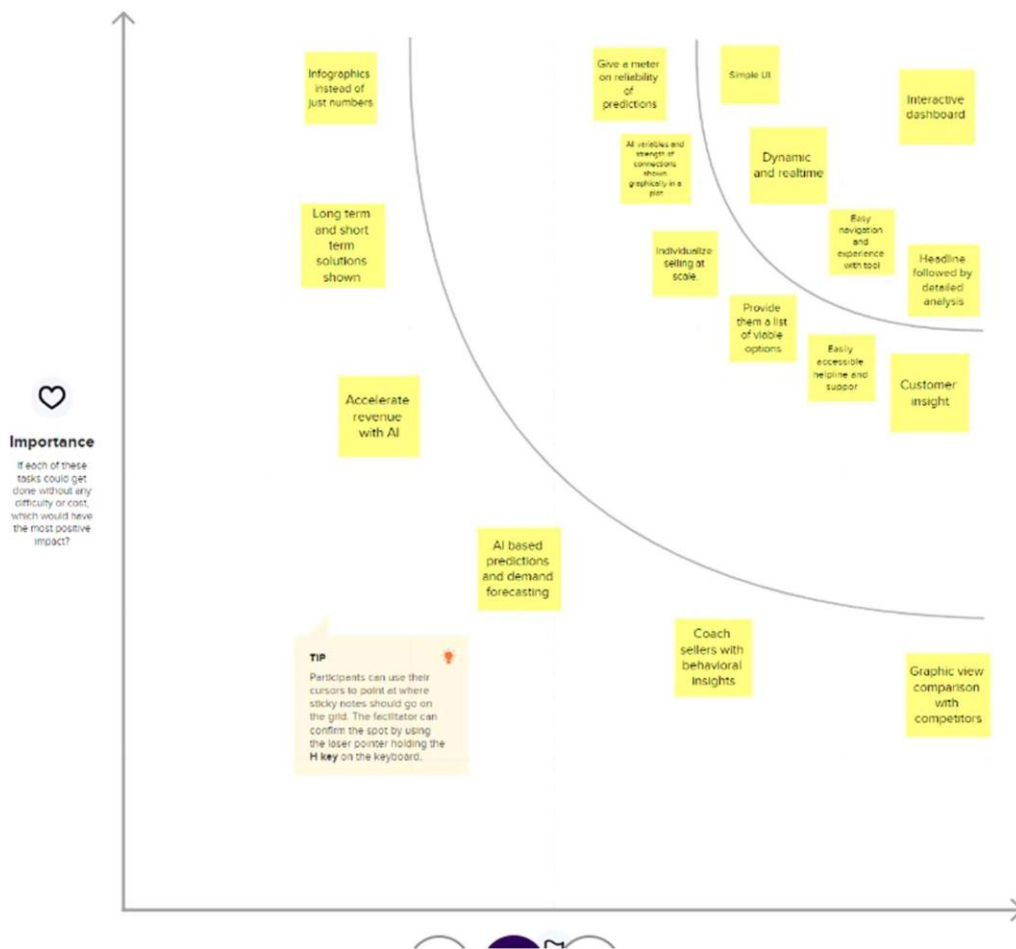 Infographics
instead of
just numbers
Give a meter
on reliability
of
predictions
Simple UI
Interactive
dashboard
All variables and
strength of
connections
shown
graphically in a
plot
Dynamic
and realtime
Long term
and short
term
solutions
shown
Individualize
selling at
scale.
Easy
navigation
and
experience
with tool
Headline
followed by
detailed
analysis
Provide
them a list
of viable
options
Easily
accessible
helpline and
suppor
Customer
insight
Accelerate
revenue
with AI
Importance
If each of these
tasks could get
done without any
difficulty or cost,
which would have
the most positive
impact?
AI based
predictions
and demand
forecasting
Coach
sellers with
behavioral
insights
Graphic view
comparison
with
competitors
TIP
Participants can use their
cursors to point at where
sticky notes should go on
the grid. The facilitator can
confirm the spot by using
the laser pointer holding the
H key on the keyboard.